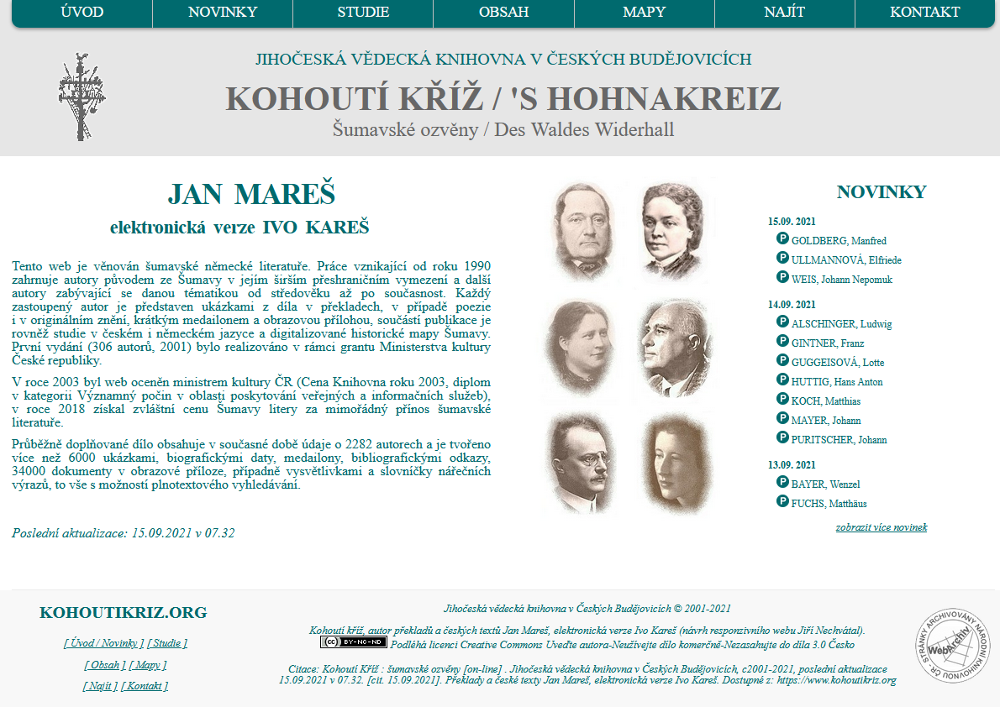 ÚVOD
NOVINKY
STUDIE
OBSAH
MAPY
NAJÍT
KONTAKT
JIHOČESKÁ VĚDECKÁ KNIHOVNA V ČESKÝCH BUDĚJOVICÍCH
KOHOUTÍ KŘÍŽ / 'S HOHNAKREIZ
Šumavské ozvěny / Des Waldes Widerhall
JAN MAREŠ
elektronická verze IVO KAREŠ
Tento web je věnován šumavské německé literatuře. Práce vznikající od roku 1990
zahrnuje autory původem ze Šumavy v jejím širším přeshraničním vymezení a další
autory zabývající se danou tématikou od středověku až po současnost. Každý
zastoupený autor je představen ukázkami z díla v překladech, v případě poezie
i v originálním znění, krátkým medailonem a obrazovou přílohou, součástí publikace je
rovněž studie v českém i německém jazyce a digitalizované historické mapy Šumavy.
První vydání (306 autorů, 2001) bylo realizováno v rámci grantu Ministerstva kultury
České republiky.
V roce 2003 byl web oceněn ministrem kultury ČR (Cena Knihovna roku 2003, diplom
v kategorii Významný počin v oblasti poskytování veřejných a informačních služeb),
v roce 2018 získal zvláštní cenu Šumavy litery za mimořádný přínos šumavské
literatuře.
Průběžně doplňované dílo obsahuje v současné době údaje o 2282 autorech a je tvořeno
více než 6000 ukázkami, biografickými daty, medailony, bibliografickými odkazy,
34000 dokumenty v obrazové příloze, případně vysvětlivkami a slovníčky nářečních
výrazů, to vše s možností plnotextového vyhledávání.
Poslední aktualizace: 15.09.2021 v 07.32
NOVINKY
15.09. 2021
P GOLDBERG, Manfred
P ULLMANNOVÁ, Elfriede
P WEIS, Johann Nepomuk
14.09. 2021
P ALSCHINGER, Ludwig
P GINTNER, Franz
P GUGGEISOVÁ, Lotte
P HUTTIG, Hans Anton
P KOCH, Matthias
P MAYER, Johann
P PURITSCHER, Johann
13.09. 2021
P BAYER, Wenzel
P FUCHS, Matthäus
zobrazit více novinek
KOHOUTIKRIZ.ORG
[ Úvod / Novinky ] [ Studie ]
[ Obsah ] [ Mapy ]
[ Najít ] [ Kontakt ]
Jihočeská vědecká knihovna v Českých Budějovicích © 2001-2021
Kohoutí kříž, autor překladů a českých textů Jan Mareš, elektronická verze Ivo Kareš (návrh responzivního webu Jiří Nechvátal).
(cc) BY-NC-ND Podléhá licenci Creative Commons Uveďte autora-Neužívejte dílo komerčně-Nezasahujte do díla 3.0 Česko
Citace: Kohoutí Kříž : šumavské ozvěny [on-line] . Jihočeská vědecká knihovna v Českých Budějovicích, c2001-2021, poslední aktualizace
15.09.2021 v 07.32. [cit. 15.09.2021]. Překlady a české texty Jan Mareš, elektronická verze Ivo Kareš. Dostupné z: https://www.kohoutikriz.org
STRÁNKY ARCHIVOVÁNY NÁRODNÍ KNIHOVNOU ČR
WebArchiv